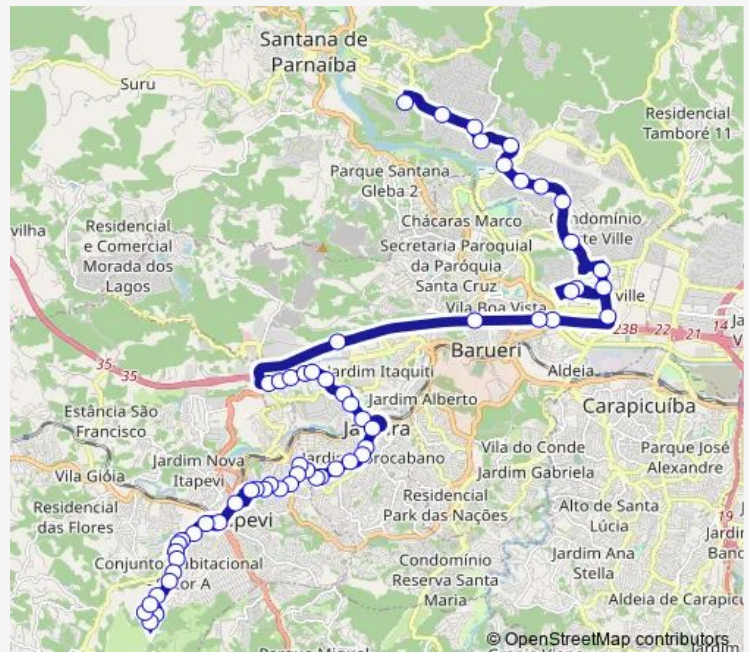 Santana de
Parnaíba
Suru
Residencial
Tamboré 11
Parque Santana
Gleba 2
Chácaras Marco
Secretaria Paroquial
da Paróquia
Santa Cruz
Residencial
e Comercial
Morada dos
Lagos
Vila Boa Vista
ville
23B
22
21
14
35
35
Barueri
Aldeia
Jardim Itaquiti
Jardim Alberto
Carapicuíba
Estância São
Francisco
Vila Gióia
Jardim Nova
Itapevi
Vila do Conde
Jardim Gabriela
Parque José
Alexandre
Residencial
das Flores
Residencial
Park das Nações
Alto de Santa
Lúcia
19
Jardim Ana
Stella
Condomínio
Reserva Santa
Maria
© OpenStreetMap contributors